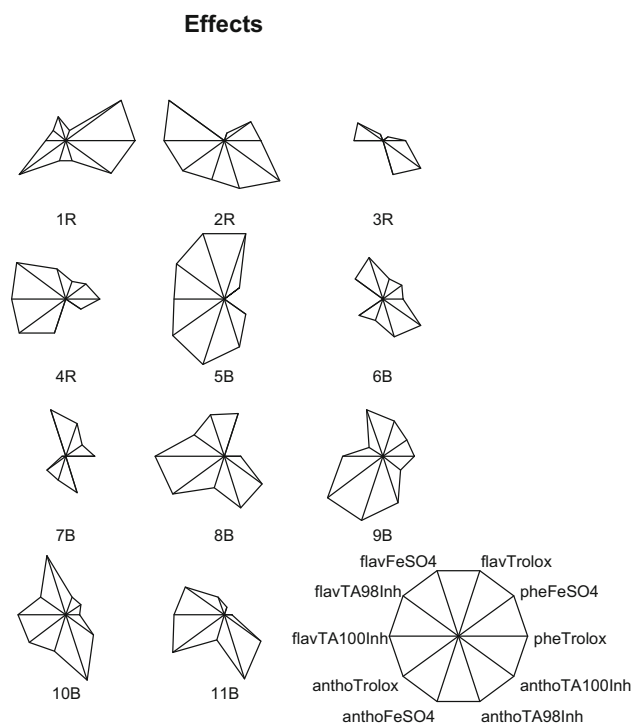 Effects
1R
2R
3R
4R
5B
6B
7B
8B
9B
10B
11B
flavFeSO4
flavTrolox
flavTA98Inh
pheFeSO4
flavTA100Inh
pheTrolox
anthoTrolox
anthoTA100Inh
anthoFeSO4
anthoTA98Inh